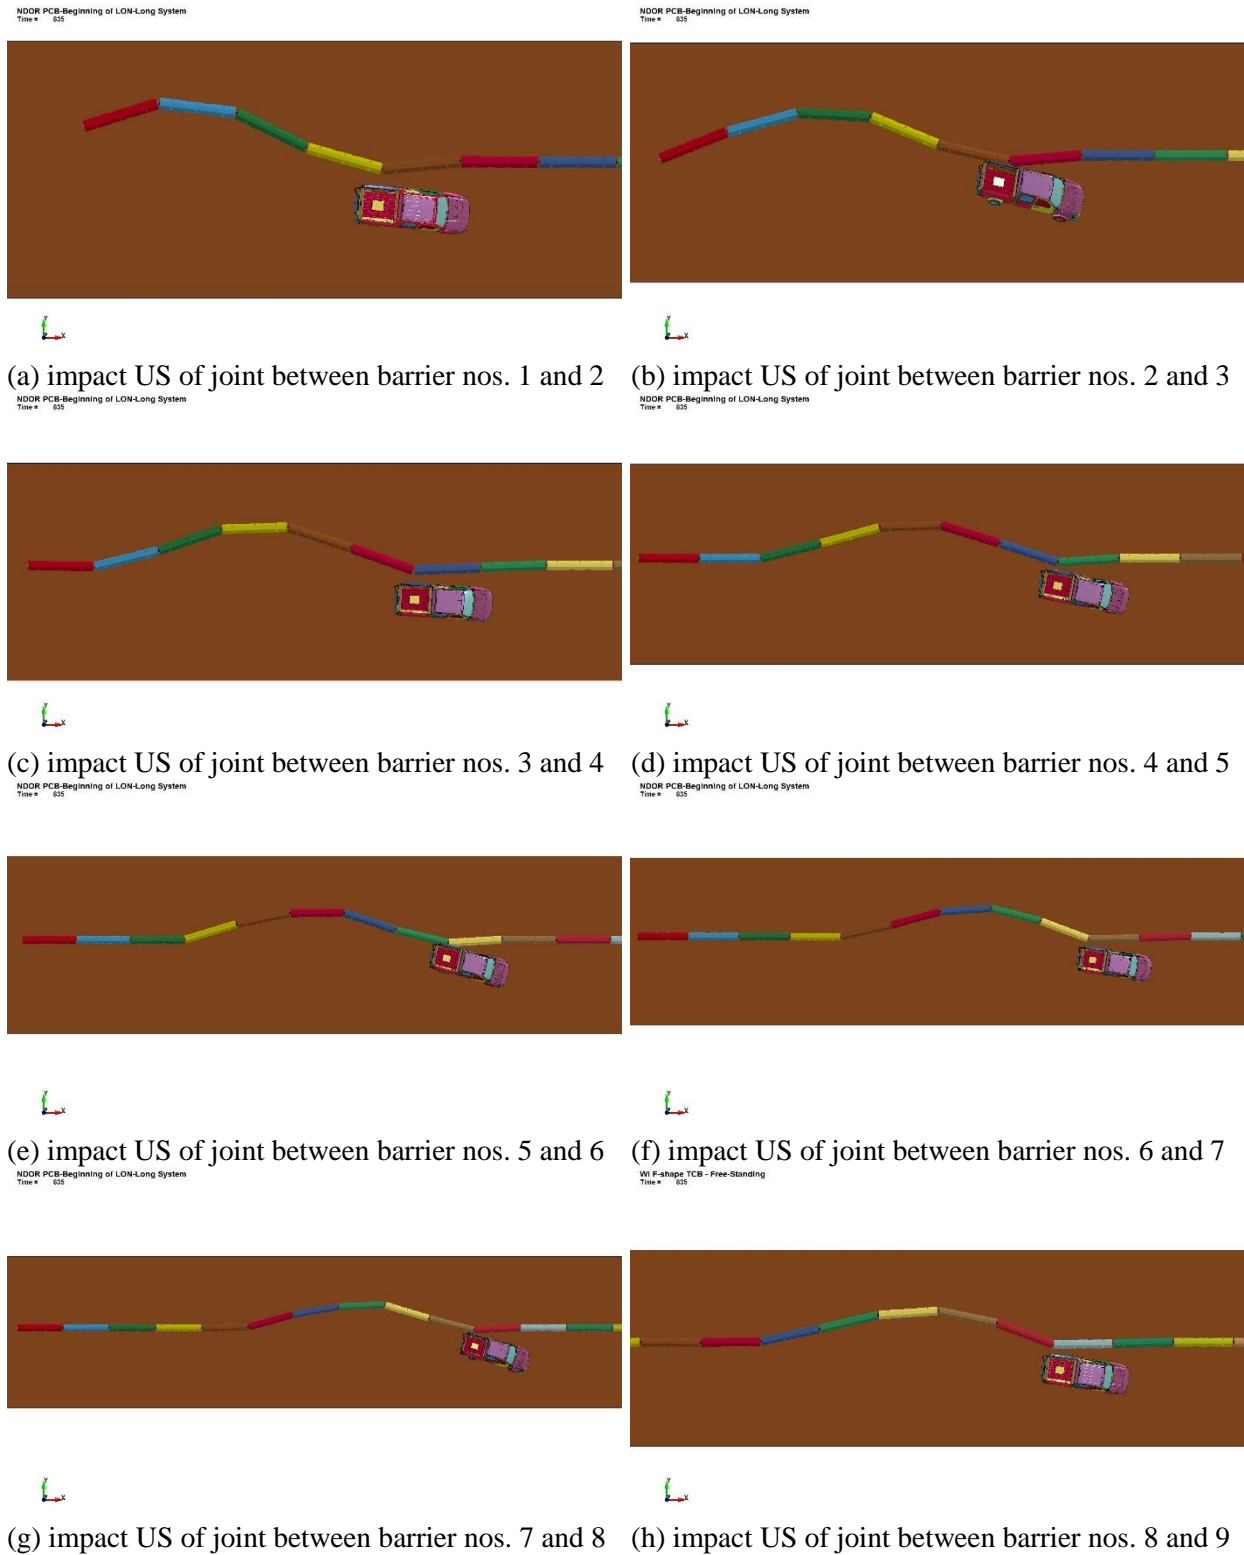 NDOR PCB-Beginning of LON-Long System
Time = 835
NDOR PCB-Beginning of LON-Long System
Time = 835
(a) impact US of joint between barrier nos. 1 and 2
(b) impact US of joint between barrier nos. 2 and 3
NDOR PCB-Beginning of LON-Long System
Time = 835
NDOR PCB-Beginning of LON-Long System
Time = 835
(c) impact US of joint between barrier nos. 3 and 4
(d) impact US of joint between barrier nos. 4 and 5
NDOR PCB-Beginning of LON-Long System
Time = 835
NDOR PCB-Beginning of LON-Long System
Time = 835
(e) impact US of joint between barrier nos. 5 and 6
(f) impact US of joint between barrier nos. 6 and 7
NDOR PCB-Beginning of LON-Long System
Time = 835
WI F-shape TCB - Free-Standing
Time = 835
(g) impact US of joint between barrier nos. 7 and 8
(h) impact US of joint between barrier nos. 8 and 9